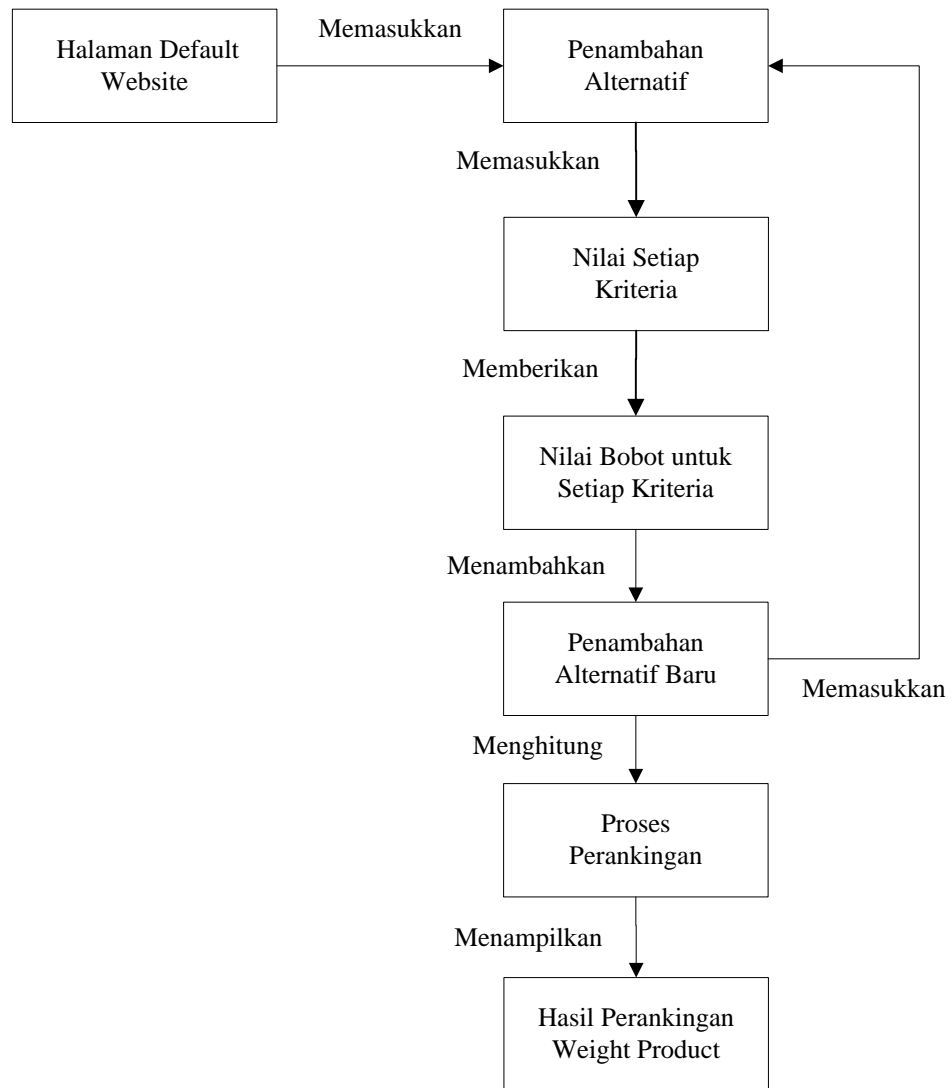 Halaman Default
Website
Memasukkan
Penambahan
Alternatif
Memasukkan
Nilai Setiap
Kriteria
Memberikan
Nilai Bobot untuk
Setiap Kriteria
Menambahkan
Penambahan
Alternatif Baru
Memasukkan
Menghitung
Proses
Perankingan
Menampilkan
Hasil Perankingan
Weight Product